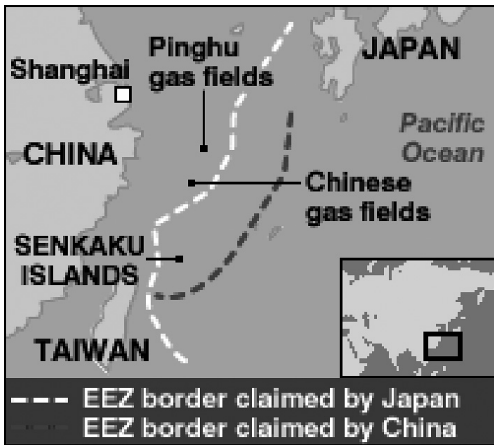 Pinghu
gas fields
JAPAN
Shanghai
Pacific
Ocean
CHINA
Chinese
gas fields
SENKAKU
ISLANDS
TAIWAN
EEZ border claimed by Japan
EEZ border claimed by China